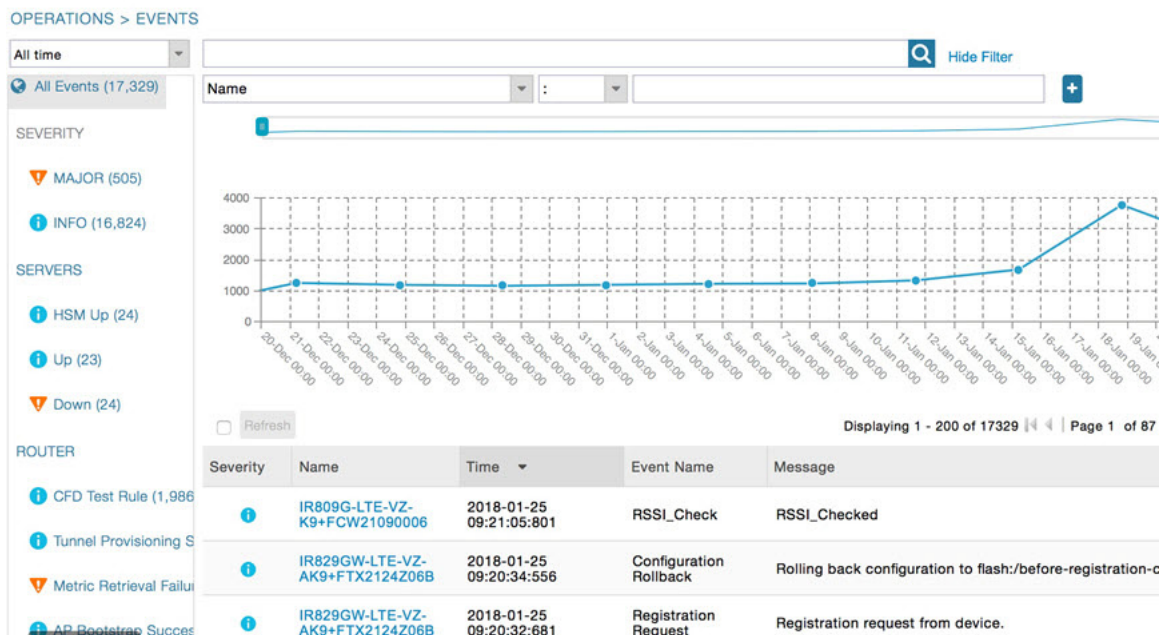 OPERATIONS > EVENTS
All time
Hide Filter
All Events (17,329)
Name
:
SEVERITY
MAJOR (505)
INFO (16,824)
SERVERS
HSM Up (24)
Up (23)
Down (24)
ROUTER
CFD Test Rule (1,986
Tunnel Provisioning S
Metric Retrieval Failu
AP Bootstrap Succes
4000
3000
2000
1000
0
20-Dec 00:00
21-Dec 00:00
22-Dec 00:00
23-Dec 00:00
24-Dec 00:00
25-Dec 00:00
26-Dec 00:00
27-Dec 00:00
28-Dec 00:00
29-Dec 00:00
30-Dec 00:00
31-Dec 00:00
1-Jan 00:00
2-Jan 00:00
3-Jan 00:00
4-Jan 00:00
5-Jan 00:00
6-Jan 00:00
7-Jan 00:00
8-Jan 00:00
9-Jan 00:00
10-Jan 00:00
11-Jan 00:00
12-Jan 00:00
13-Jan 00:00
14-Jan 00:00
15-Jan 00:00
16-Jan 00:00
17-Jan 00:00
18-Jan 00:00
19-Jan
Refresh
Displaying 1 - 200 of 17329
Page 1 of 87
Severity Name Time Event Name Message
IR809G-LTE-VZ-
K9+FCW21090006
2018-01-25
09:21:05:801
RSSI_Check
RSSI_Checked
IR829GW-LTE-VZ-
AK9+FTX2124Z06B
2018-01-25
09:20:34:556
Configuration
Rollback
Rolling back configuration to flash:/before-registration-c
IR829GW-LTE-VZ-
AK9+FTX2124Z06B
2018-01-25
09:20:32:681
Registration
Request
Registration request from device.